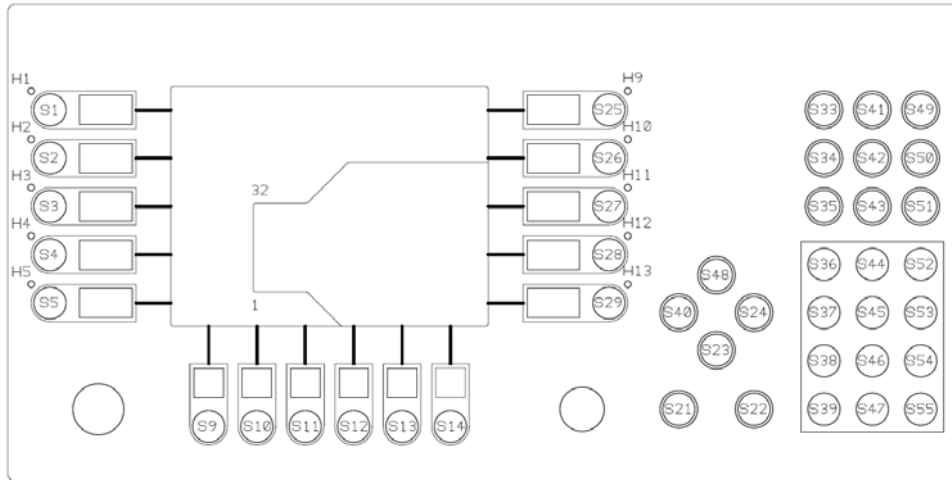 H1 H9
S1 S25 S33 S41 S49
H2 H10
S2 S26 S34 S42 S50
H3 H11
32
S3 S27 S35 S43 S51
H4 H12
S4 S28 S36 S44 S52
H5 H13
S48
1
S5 S29 S40 S24 S37 S45 S53
S23 S38 S46 S54
S9 S10 S11 S12 S13 S14 S21 S22 S39 S47 S55